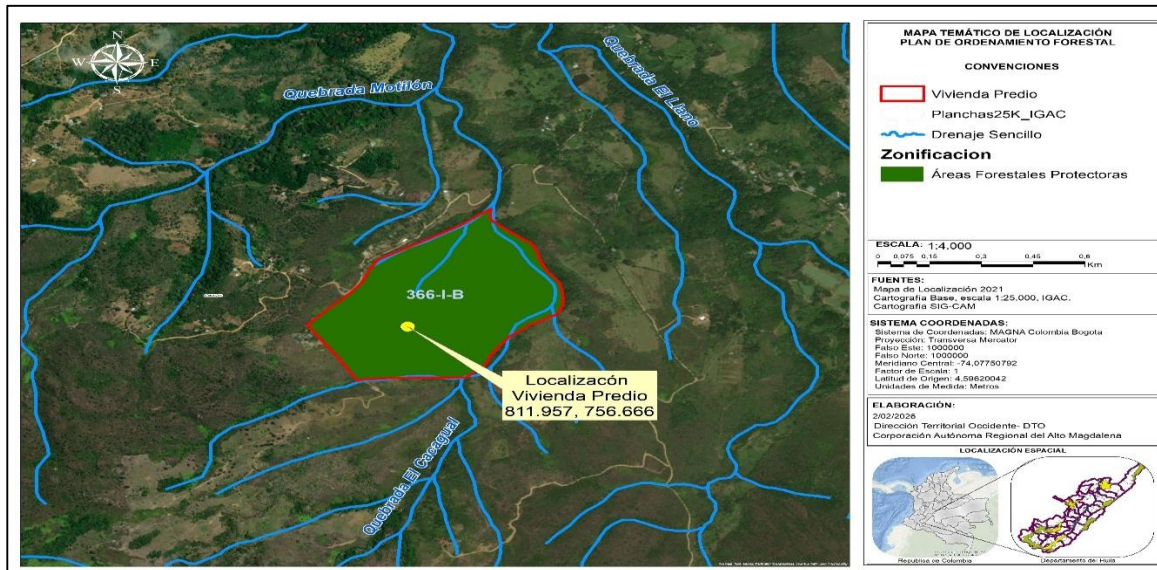 N
W
E
S
Quebrada Motilón
Quebrada El Llano
366-I-B
Localizacón
Vivienda Predio
811.957, 756.666
Quebrada El Cacagual
MAPA TEMÁTICO DE LOCALIZACIÓN
PLAN DE ORDENAMIENTO FORESTAL
CONVENCIONES
Vivienda Predio
Planchas25K_IGAC
Drenaje Sencillo
Zonificacion
Áreas Forestales Protectoras
ESCALA: 1:4.000
0 0,075 0,15 0,3 0,45 0,6
Km
FUENTES:
Mapa de Localización 2021
Cartografía Base, escala 1:25.000, IGAC.
Cartografía SIG-CAM
SISTEMA COORDENADAS:
Sistema de Coordenadas: MAGNA Colombia Bogota
Proyección: Transversa Mercator
Falso Este: 1000000
Falso Norte: 1000000
Meridiano Central: -74,07750792
Factor de Escala: 1
Latitud de Origen: 4,59620042
Unidades de Medida: Metros
ELABORACIÓN:
2/02/2026
Dirección Territorial Occidente- DTO
Corporación Autónoma Regional del Alto Magdalena
LOCALIZACIÓN ESPACIAL
República de Colombia
Departamento del Huila